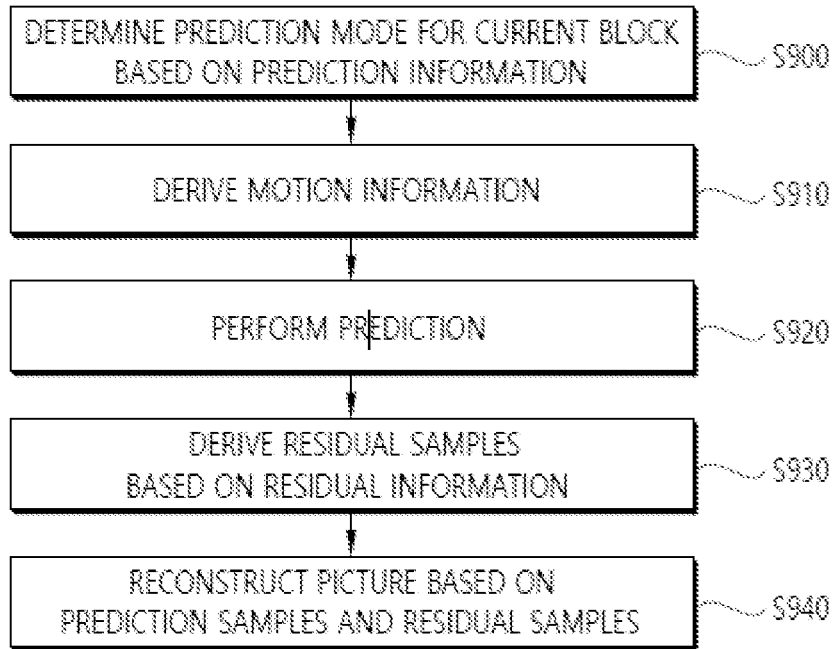 DETERMINE PREDICTION MODE FOR CURRENT BLOCK
BASED ON PREDICTION INFORMATION
S900
DERIVE MOTION INFORMATION
S910
PERFORM PREDICTION
S920
DERIVE RESIDUAL SAMPLES
BASED ON RESIDUAL INFORMATION
S930
RECONSTRUCT PICTURE BASED ON
PREDICTION SAMPLES AND RESIDUAL SAMPLES
S940